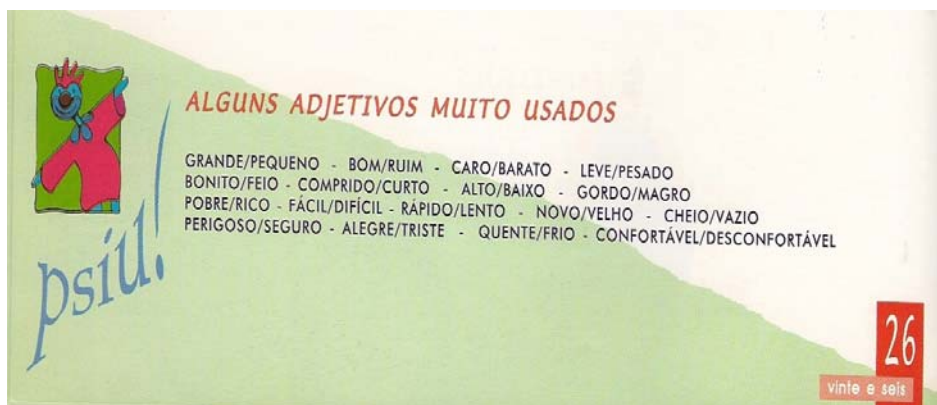 ALGUNS ADJETIVOS MUITO USADOS
GRANDE/PEQUENO - BOM/RUIM - CARO/BARATO - LEVE/PESADO
BONITO/FEIO - COMPRIDO/CURTO - ALTO/BAIXO - GORDO/MAGRO
POBRE/RICO - FÁCIL/DIFÍCIL - RÁPIDO/LENTO - NOVO/VELHO - CHEIO/VAZIO
PERIGOSO/SEGURO - ALEGRE/TRISTE - QUENTE/FRIO - CONFORTÁVEL/DESCONFORTÁVEL
psiu!
26
vinte e seis